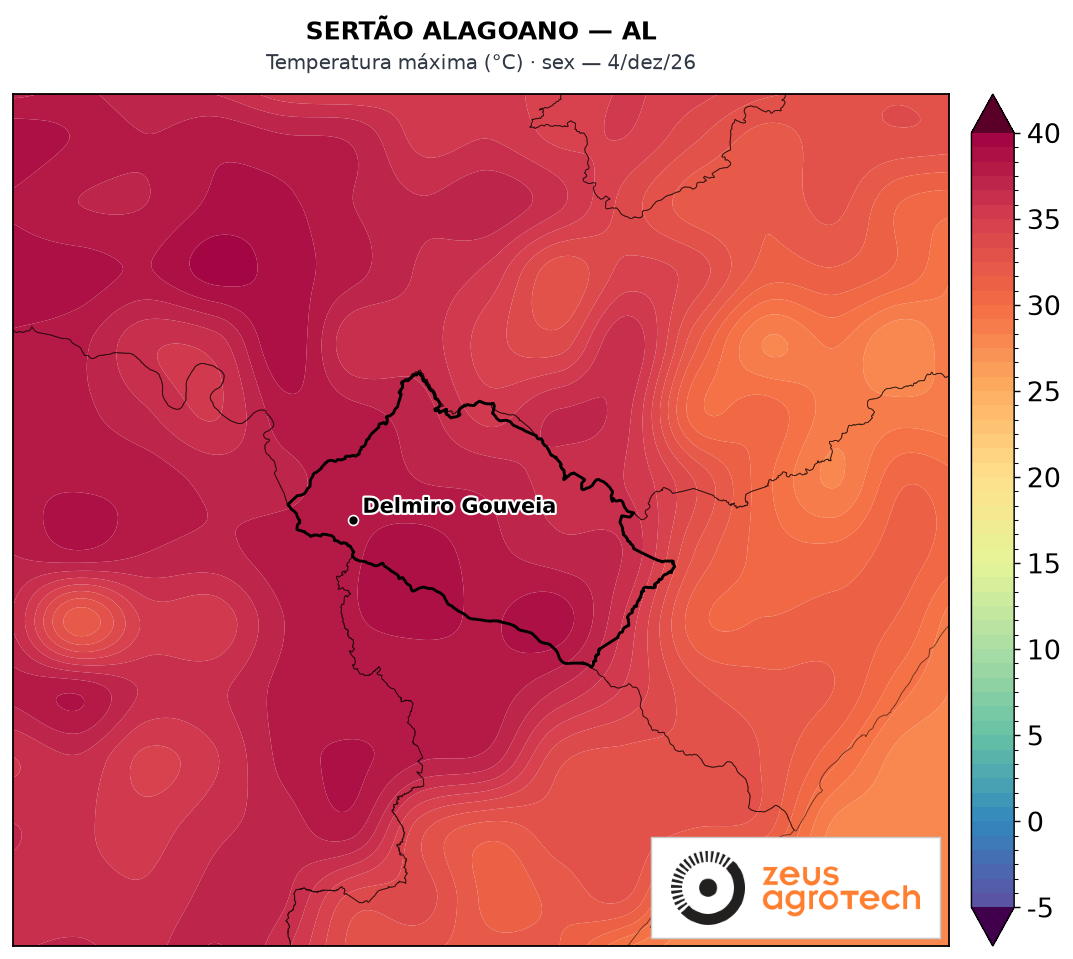 SERTÃO ALAGOANO — AL
Temperatura máxima (°C) · sex — 4/dez/26
40
35
30
25
20
15
10
5
0
-5
Delmiro Gouveia
zeus
agrotech